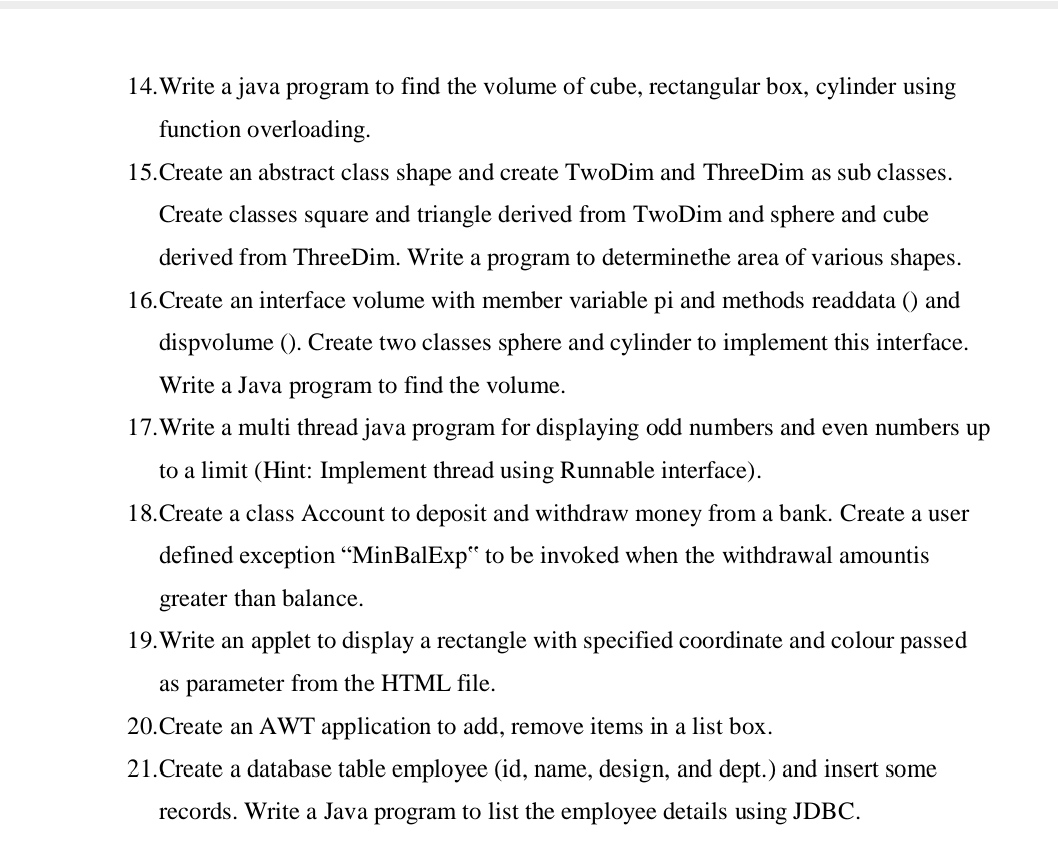 14.Write a java program to find the volume of cube, rectangular box, cylinder using
function overloading.
15.Create an abstract class shape and create TwoDim and ThreeDim as sub classes.
Create classes square and triangle derived from TwoDim and sphere and cube
derived from ThreeDim. Write a program to determinethe area of various shapes.
16.Create an interface volume with member variable pi and methods readdata () and
dispvolume (). Create two classes sphere and cylinder to implement this interface.
Write a Java program to find the volume.
17.Write a multi thread java program for displaying odd numbers and even numbers up
to a limit (Hint: Implement thread using Runnable interface).
18.Create a class Account to deposit and withdraw money from a bank. Create a user
defined exception “MinBalExp‟ to be invoked when the withdrawal amountis
greater than balance.
19.Write an applet to display a rectangle with specified coordinate and colour passed
as parameter from the HTML file.
20.Create an AWT application to add, remove items in a list box.
21.Create a database table employee (id, name, design, and dept.) and insert some
records. Write a Java program to list the employee details using JDBC.